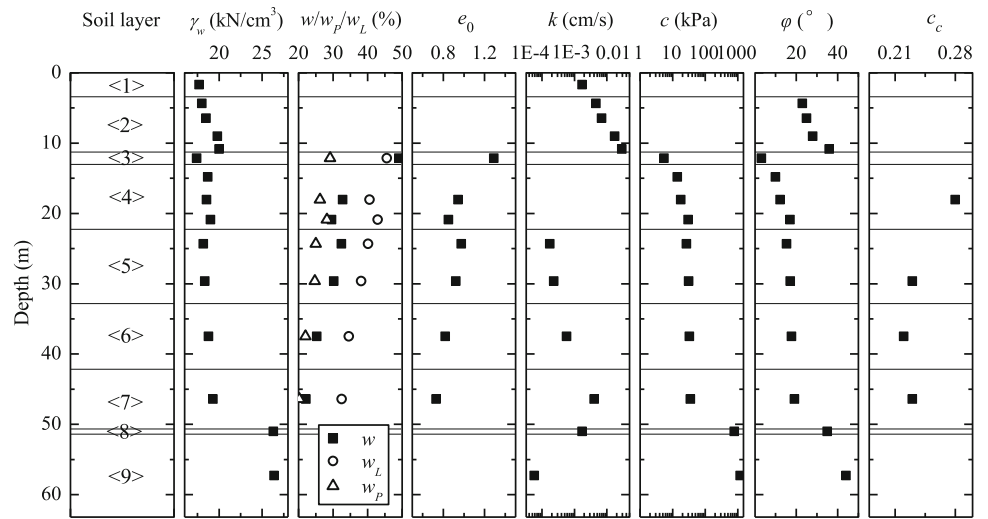 Soil layer γw (kN/cm³) w/wP/wL (%) e0 k (cm/s) c (kPa) φ (°) cc
20 25 20 30 40 50 0.8 1.2 1E-4 1E-3 0.01 1 10 100 1000 20 40 0.21 0.28
Depth (m)
0
<1>
<2>
10
<3>
<4>
20
<5>
30
<6>
40
<7>
50
<8>
<9>
60
w
wL
wP